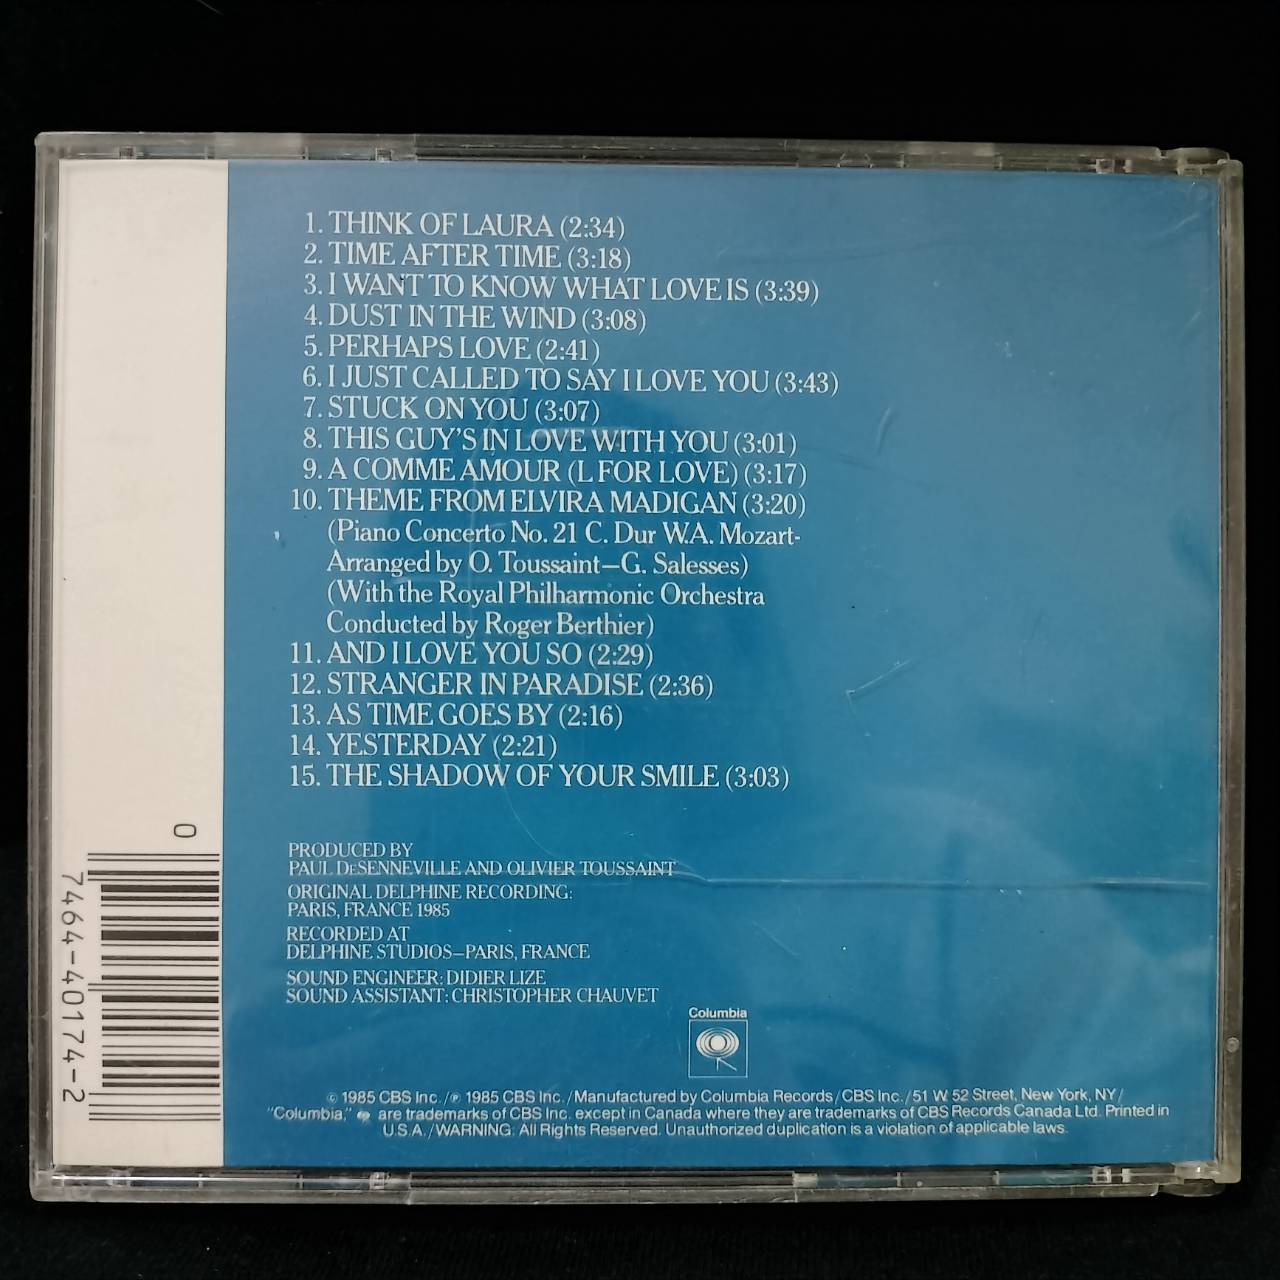 1. THINK OF LAURA (2:34)
2. TIME AFTER TIME (3:18)
3. I WANT TO KNOW WHAT LOVE IS (3:39)
4. DUST IN THE WIND (3:08)
5. PERHAPS LOVE (2:41)
6. I JUST CALLED TO SAY I LOVE YOU (3:43)
7. STUCK ON YOU (3:07)
8. THIS GUY'S IN LOVE WITH YOU (3:01)
9. A COMME AMOUR (L FOR LOVE) (3:17)
10. THEME FROM ELVIRA MADIGAN (3:20)
(Piano Concerto No. 21 C. Dur W.A. Mozart-
Arranged by O. Toussaint—G. Salesses)
(With the Royal Philharmonic Orchestra
Conducted by Roger Berthier)
11. AND I LOVE YOU SO (2:29)
12. STRANGER IN PARADISE (2:36)
13. AS TIME GOES BY (2:16)
14. YESTERDAY (2:21)
15. THE SHADOW OF YOUR SMILE (3:03)
PRODUCED BY
PAUL DeSENNEVILLE AND OLIVIER TOUSSAINT
ORIGINAL DELPHINE RECORDING:
PARIS, FRANCE 1985
RECORDED AT
DELPHINE STUDIOS—PARIS, FRANCE
SOUND ENGINEER: DIDIER LIZE
SOUND ASSISTANT: CHRISTOPHER CHAUVET
Columbia
© 1985 CBS Inc./℗ 1985 CBS Inc./Manufactured by Columbia Records/CBS Inc./51 W. 52 Street, New York, NY/
"Columbia," are trademarks of CBS Inc. except in Canada where they are trademarks of CBS Records Canada Ltd. Printed in
U.S.A./WARNING: All Rights Reserved. Unauthorized duplication is a violation of applicable laws.
0
7464-40174-2